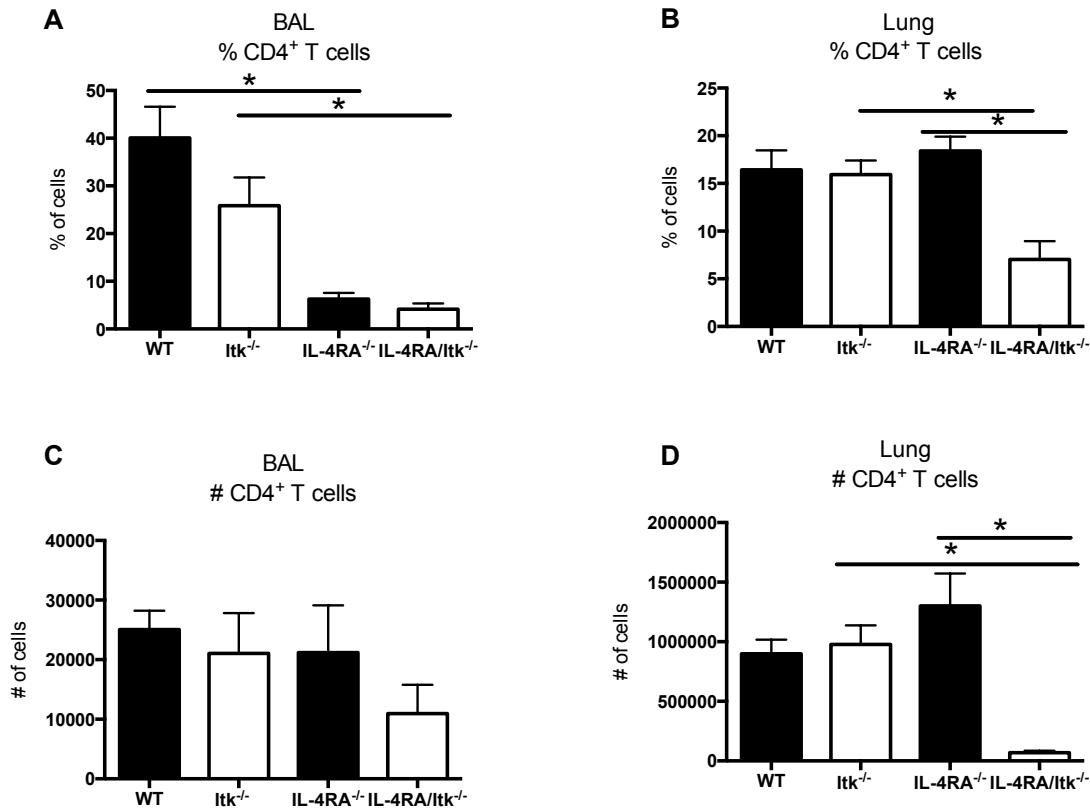 A
BAL
% CD4⁺ T cells
*
*
50
40
30
20
10
0
% of cells
WT
Itk⁻/⁻
IL-4RA⁻/⁻
IL-4RA/Itk⁻/⁻
B
Lung
% CD4⁺ T cells
*
*
25
20
15
10
5
0
% of cells
WT
Itk⁻/⁻
IL-4RA⁻/⁻
IL-4RA/Itk⁻/⁻
C
BAL
# CD4⁺ T cells
40000
30000
20000
10000
0
# of cells
WT
Itk⁻/⁻
IL-4RA⁻/⁻
IL-4RA/Itk⁻/⁻
D
Lung
# CD4⁺ T cells
*
*
2000000
1500000
1000000
500000
0
# of cells
WT
Itk⁻/⁻
IL-4RA⁻/⁻
IL-4RA/Itk⁻/⁻